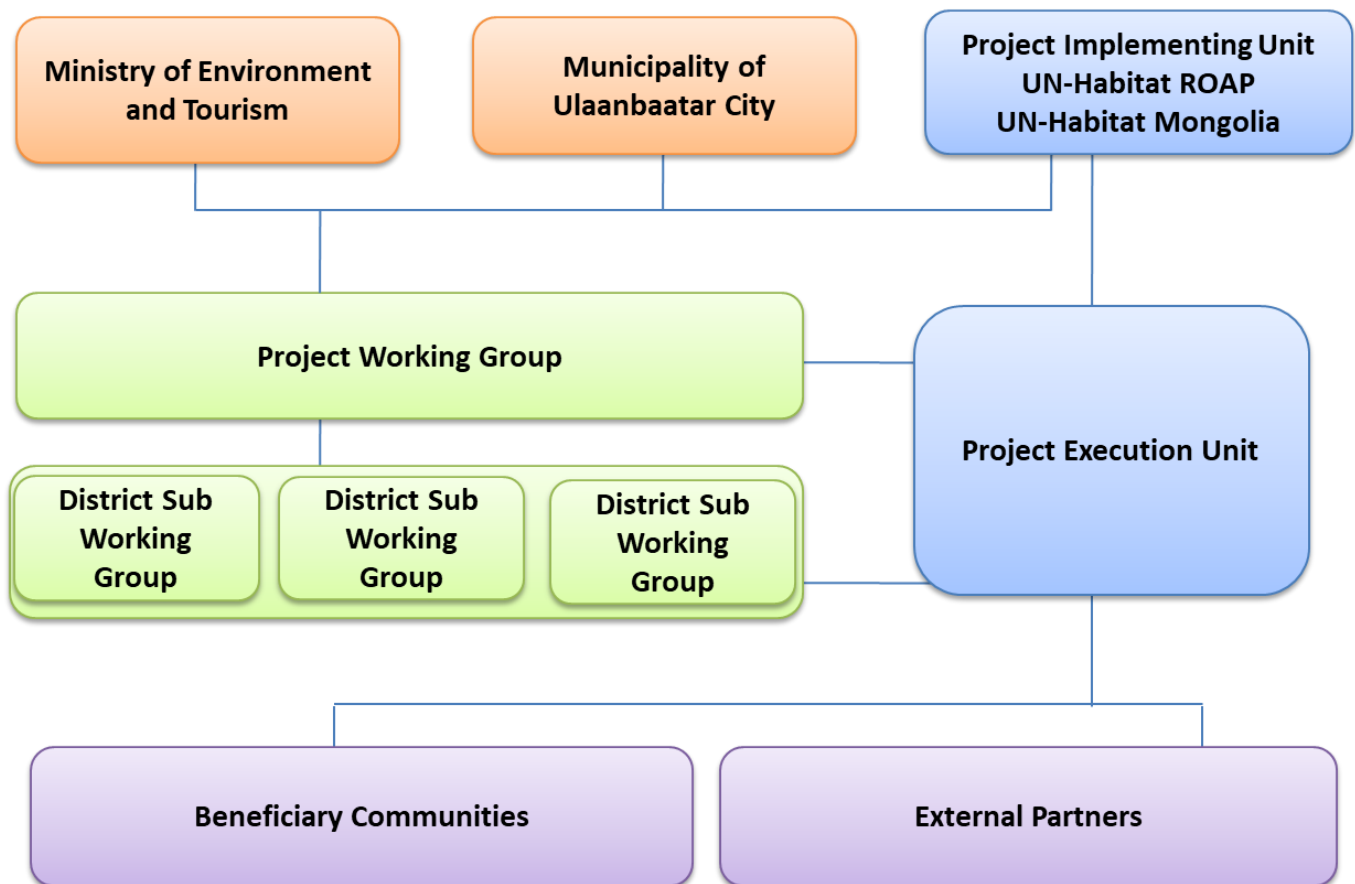 Ministry of Environment
and Tourism
Municipality of
Ulaanbaatar City
Project Implementing Unit
UN-Habitat ROAP
UN-Habitat Mongolia
Project Working Group
Project Execution Unit
District Sub
Working
Group
District Sub
Working
Group
District Sub
Working
Group
Beneficiary Communities
External Partners